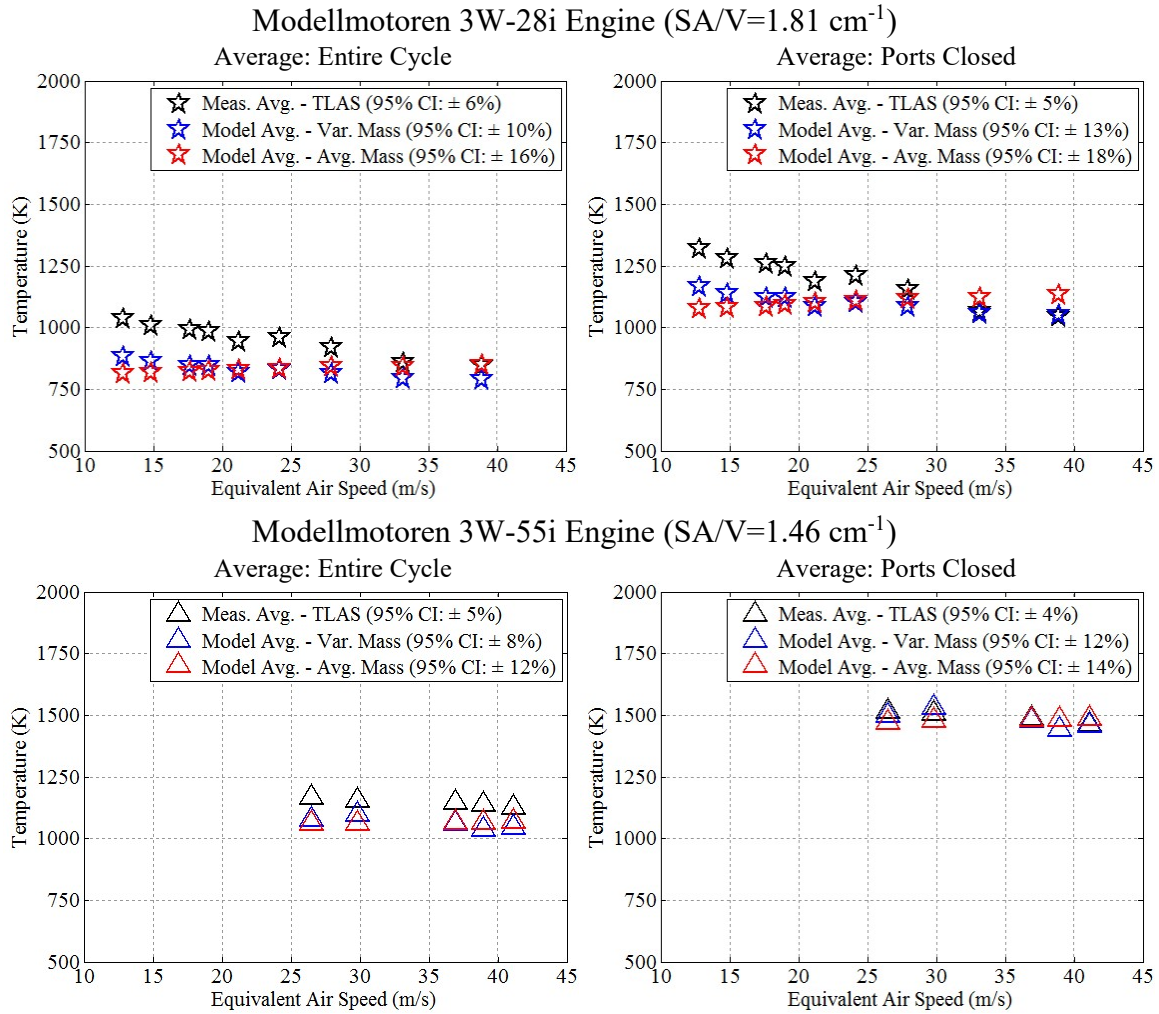 Modellmotoren 3W-28i Engine (SA/V=1.81 cm⁻¹)
Average: Entire Cycle
2000
1750
1500
1250
1000
750
500
Temperature (K)
Meas. Avg. - TLAS (95% CI: ± 6%)
Model Avg. - Var. Mass (95% CI: ± 10%)
Model Avg. - Avg. Mass (95% CI: ± 16%)
10 15 20 25 30 35 40 45
Equivalent Air Speed (m/s)
Average: Ports Closed
2000
1750
1500
1250
1000
750
500
Temperature (K)
Meas. Avg. - TLAS (95% CI: ± 5%)
Model Avg. - Var. Mass (95% CI: ± 13%)
Model Avg. - Avg. Mass (95% CI: ± 18%)
10 15 20 25 30 35 40 45
Equivalent Air Speed (m/s)
Modellmotoren 3W-55i Engine (SA/V=1.46 cm⁻¹)
Average: Entire Cycle
2000
1750
1500
1250
1000
750
500
Temperature (K)
Meas. Avg. - TLAS (95% CI: ± 5%)
Model Avg. - Var. Mass (95% CI: ± 8%)
Model Avg. - Avg. Mass (95% CI: ± 12%)
10 15 20 25 30 35 40 45
Equivalent Air Speed (m/s)
Average: Ports Closed
2000
1750
1500
1250
1000
750
500
Temperature (K)
Meas. Avg. - TLAS (95% CI: ± 4%)
Model Avg. - Var. Mass (95% CI: ± 12%)
Model Avg. - Avg. Mass (95% CI: ± 14%)
10 15 20 25 30 35 40 45
Equivalent Air Speed (m/s)